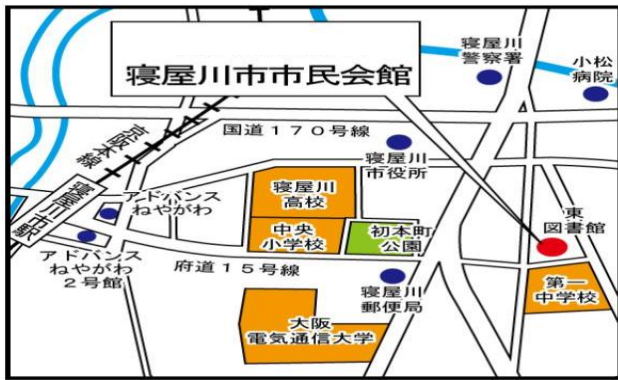 寝屋川市市民会館
寝屋川
警察署
小松
病院
京阪本線
国道170号線
寝屋川
市役所
寝屋川市駅
アドバンス
ねやがわ
寝屋川
高校
中央
小学校
初本町
公園
東
図書館
アドバンス
ねやがわ
2号館
府道15号線
寝屋川
郵便局
第一
中学校
大阪
電気通信大学